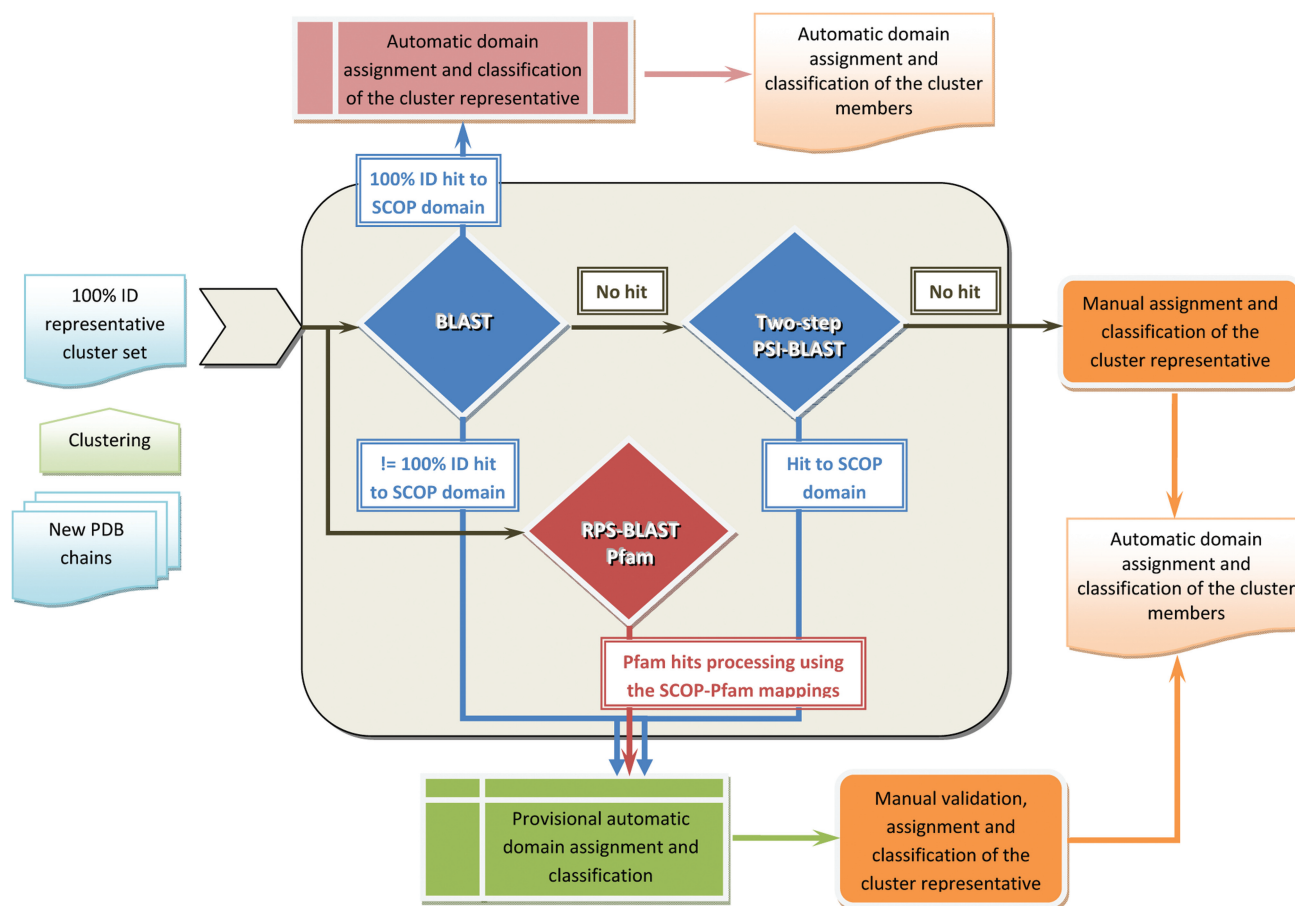 Automatic domain
assignment and classification
of the cluster representative
Automatic domain
assignment and
classification of the cluster
members
100% ID hit to
SCOP domain
100% ID
representative
cluster set
BLAST
No hit
Two-step
PSI-BLAST
No hit
Manual assignment and
classification of the
cluster representative
Clustering
!= 100% ID hit
to SCOP domain
Hit to SCOP
domain
New PDB
chains
RPS-BLAST
Pfam
Automatic domain
assignment and
classification of the cluster
members
Pfam hits processing using
the SCOP-Pfam mappings
Provisional automatic
domain assignment and
classification
Manual validation,
assignment and
classification of the
cluster representative